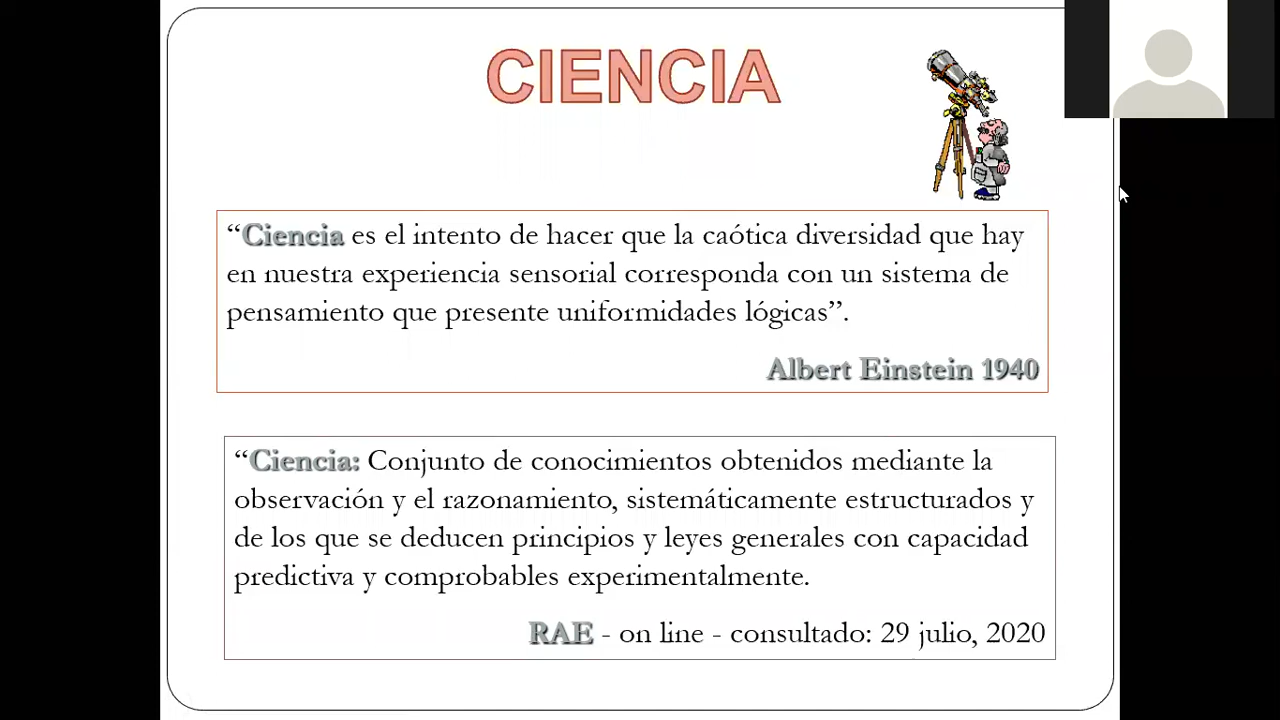 CIENCIA
“Ciencia es el intento de hacer que la caótica diversidad que hay
en nuestra experiencia sensorial corresponda con un sistema de
pensamiento que presente uniformidades lógicas”.
Albert Einstein 1940
“Ciencia: Conjunto de conocimientos obtenidos mediante la
observación y el razonamiento, sistemáticamente estructurados y
de los que se deducen principios y leyes generales con capacidad
predictiva y comprobables experimentalmente.
RAE - on line - consultado: 29 julio, 2020